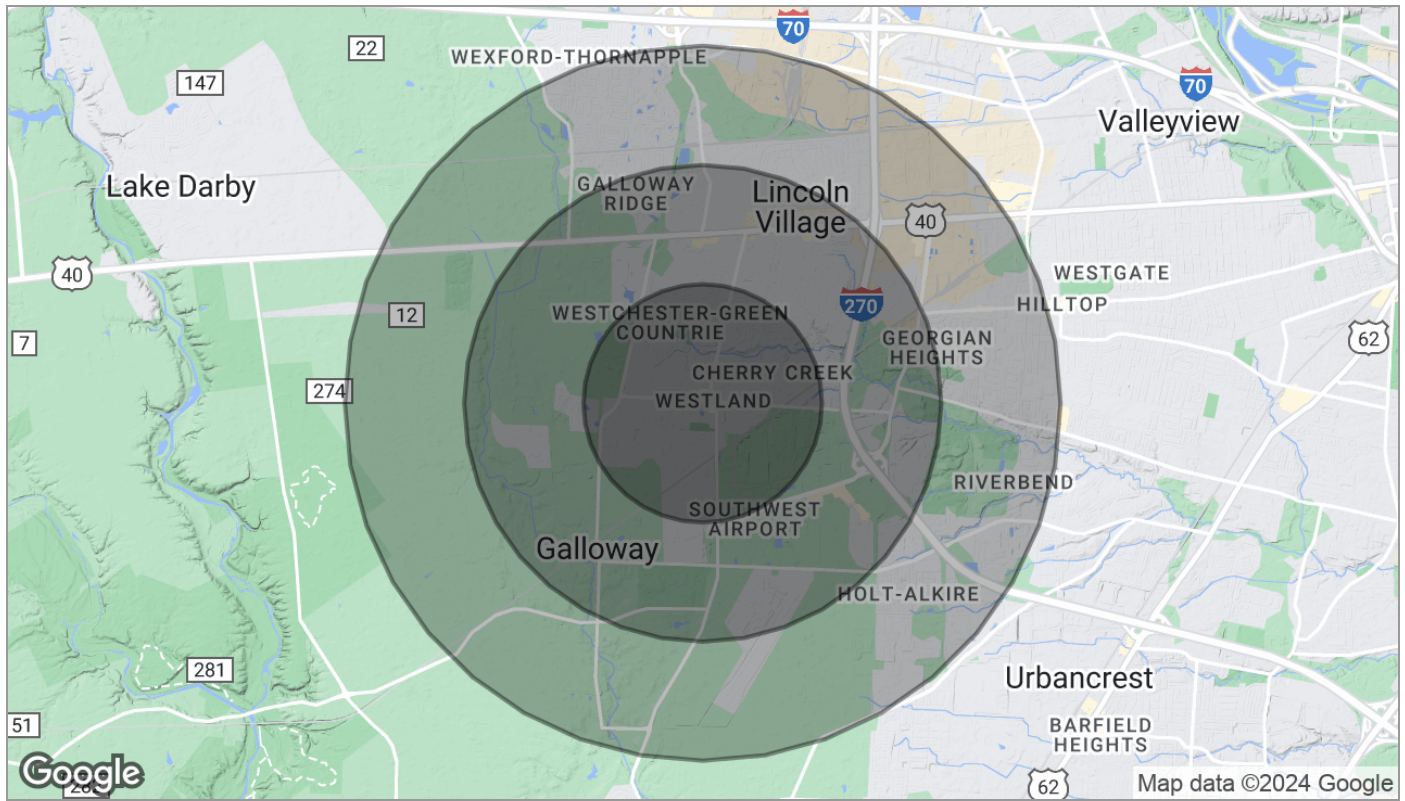 70
22
WEXFORD-THORNAPPLE
147
70
Valleyview
Lake Darby
GALLOWAY
RIDGE
Lincoln
Village
40
40
WESTGATE
HILLTOP
270
12
WESTCHESTER-GREEN
COUNTRIE
7
62
GEORGIAN
HEIGHTS
CHERRY CREEK
274
WESTLAND
RIVERBEND
SOUTHWEST
AIRPORT
Galloway
HOLT-ALKIRE
281
Urbancrest
51
BARFIELD
HEIGHTS
Google
62
Map data ©2024 Google